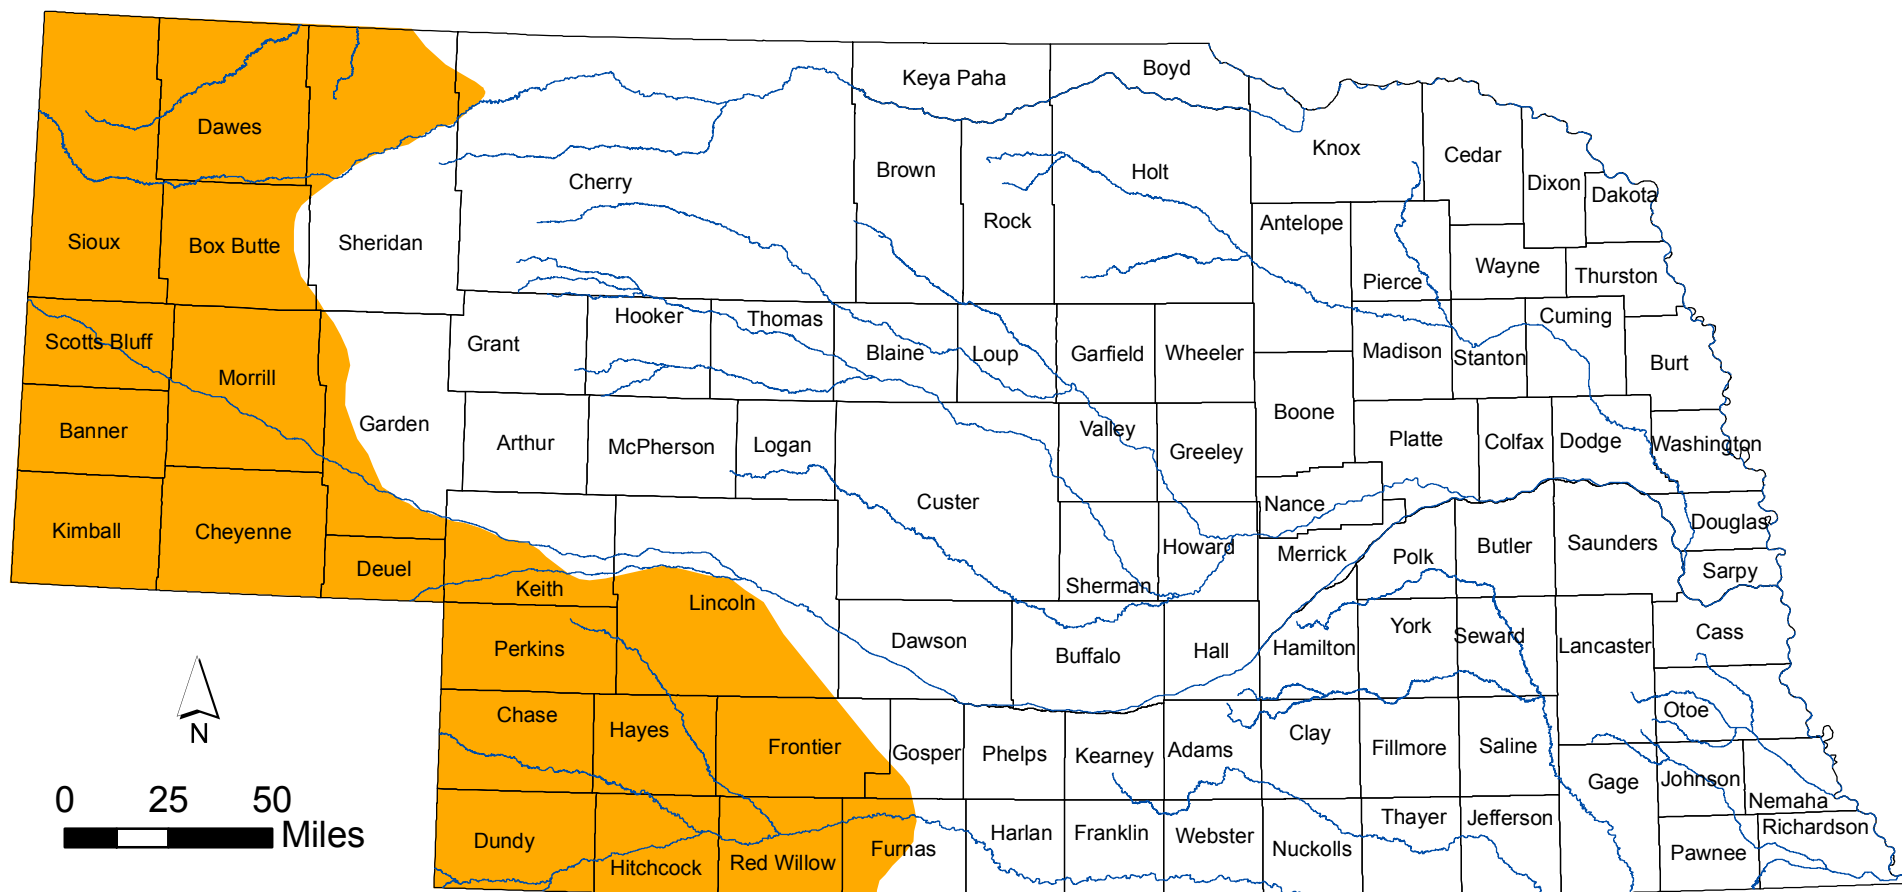 Keya Paha
Boyd
Dawes
Knox
Cedar
Brown
Holt
Cherry
Dixon
Dakota
Rock
Antelope
Sioux
Box Butte
Sheridan
Wayne
Thurston
Pierce
Hooker
Thomas
Cuming
Scotts Bluff
Grant
Blaine
Loup
Garfield
Wheeler
Madison
Stanton
Burt
Morrill
Boone
Garden
Banner
Arthur
McPherson
Logan
Valley
Greeley
Platte
Colfax
Dodge
Washington
Custer
Nance
Kimball
Cheyenne
Douglas
Howard
Merrick
Polk
Butler
Saunders
Deuel
Sarpy
Keith
Sherman
Lincoln
Perkins
Dawson
Buffalo
Hall
Hamilton
York
Seward
Lancaster
Cass
N
Chase
Hayes
Frontier
Gosper
Phelps
Kearney
Adams
Clay
Fillmore
Saline
Otoe
Gage
Johnson
Nemaha
0 25 50
Miles
Dundy
Hitchcock
Red Willow
Furnas
Harlan
Franklin
Webster
Nuckolls
Thayer
Jefferson
Pawnee
Richardson